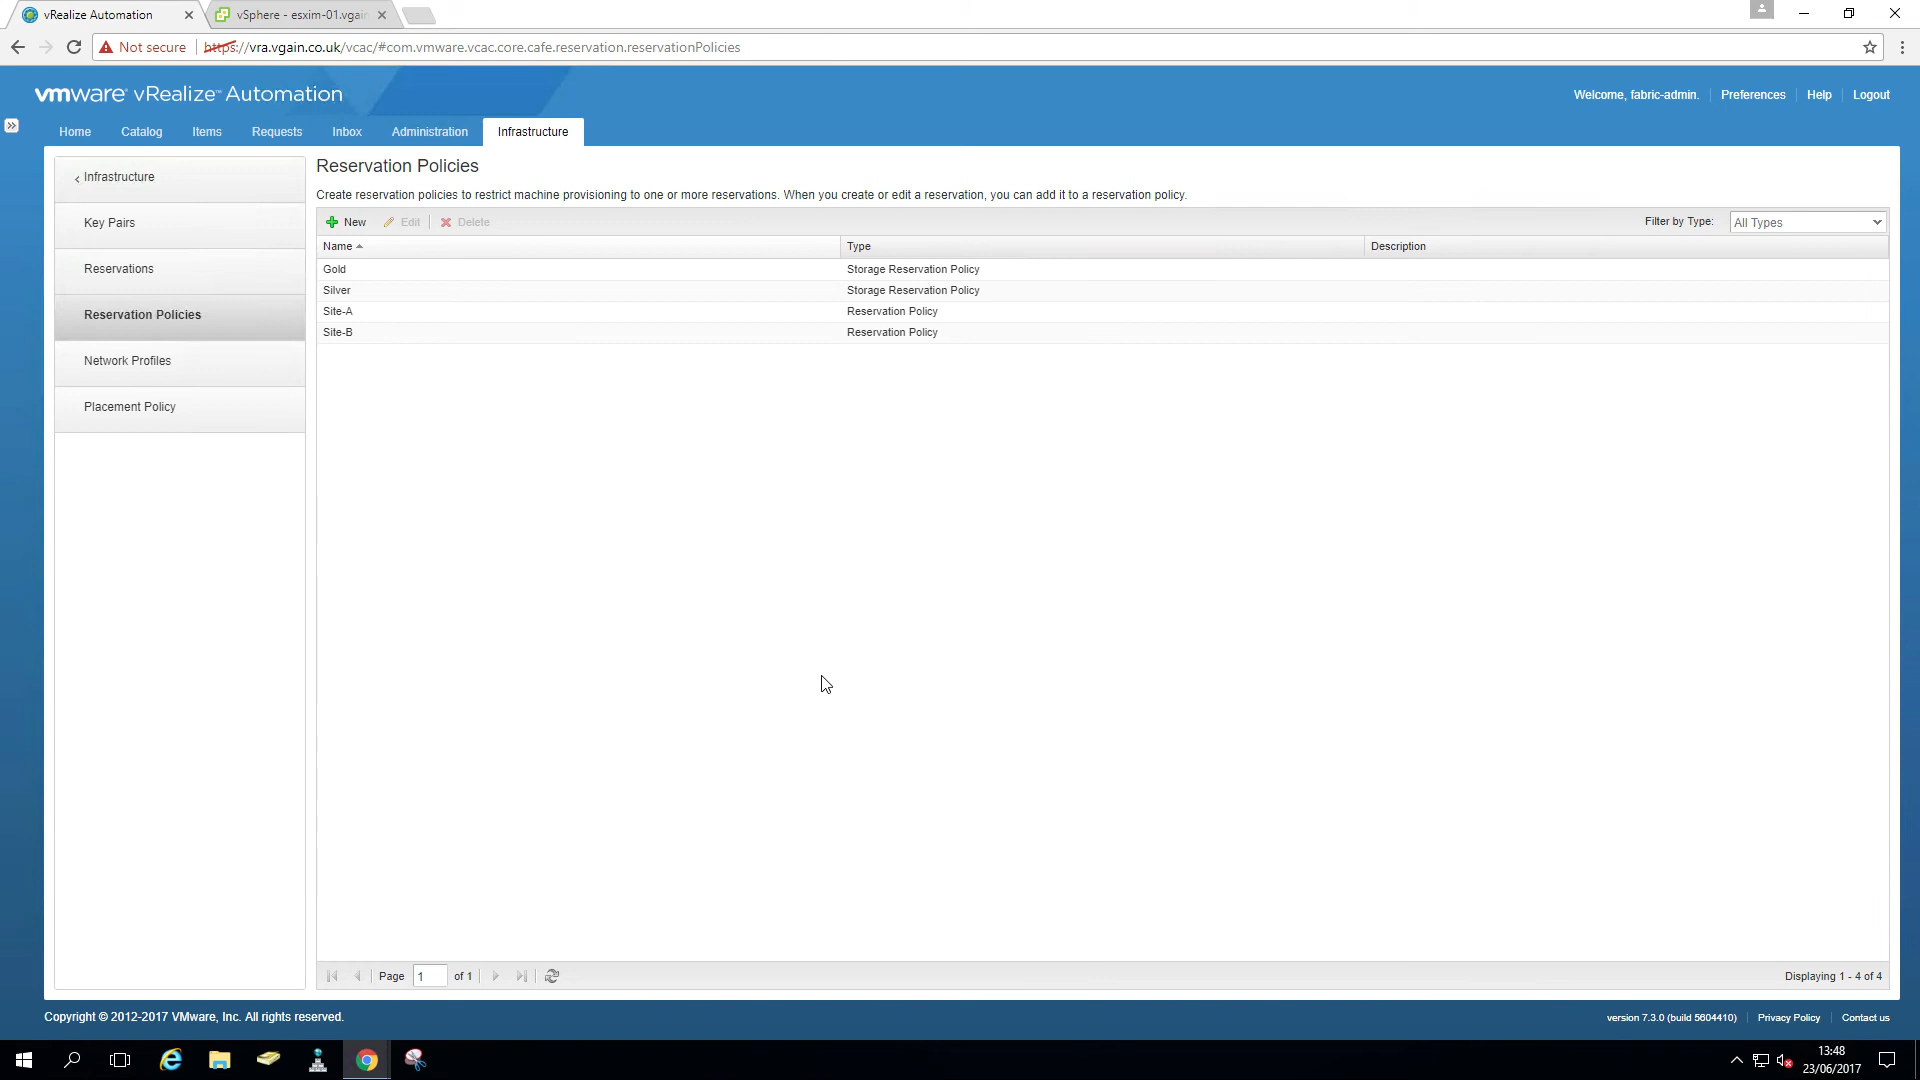 vRealize Automation
vSphere - esxim-01.vgain
Not secure
https://vra.vgain.co.uk/vcac/#com.vmware.vcac.core.cafe.reservation.reservationPolicies
vmware vRealize™ Automation
Welcome, fabric-admin.
Preferences
Help
Logout
Home
Catalog
Items
Requests
Inbox
Administration
Infrastructure
Infrastructure
Key Pairs
Reservations
Reservation Policies
Network Profiles
Placement Policy
Reservation Policies
Create reservation policies to restrict machine provisioning to one or more reservations. When you create or edit a reservation, you can add it to a reservation policy.
New
Edit
Delete
Filter by Type:
All Types
Name
Type
Description
Gold
Storage Reservation Policy
Silver
Storage Reservation Policy
Site-A
Reservation Policy
Site-B
Reservation Policy
Page 1 of 1
Displaying 1 - 4 of 4
Copyright © 2012-2017 VMware, Inc. All rights reserved.
version 7.3.0 (build 5604410)
Privacy Policy
Contact us
13:48
23/06/2017